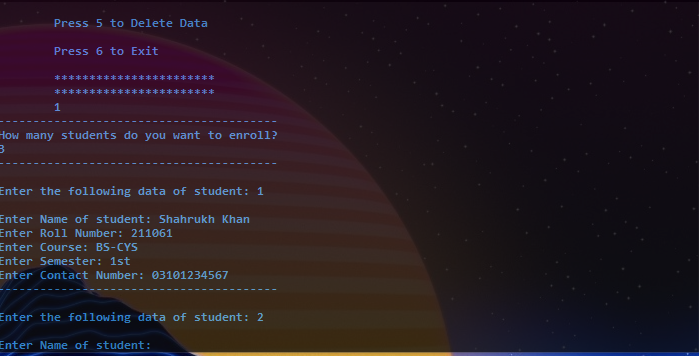 Press 5 to Delete Data
Press 6 to Exit
***********************
***********************
1
----------------------------------------
How many students do you want to enroll?
3
----------------------------------------
Enter the following data of student: 1
Enter Name of student: Shahrukh Khan
Enter Roll Number: 211061
Enter Course: BS-CYS
Enter Semester: 1st
Enter Contact Number: 03101234567
----------------------------------------
Enter the following data of student: 2
Enter Name of student: